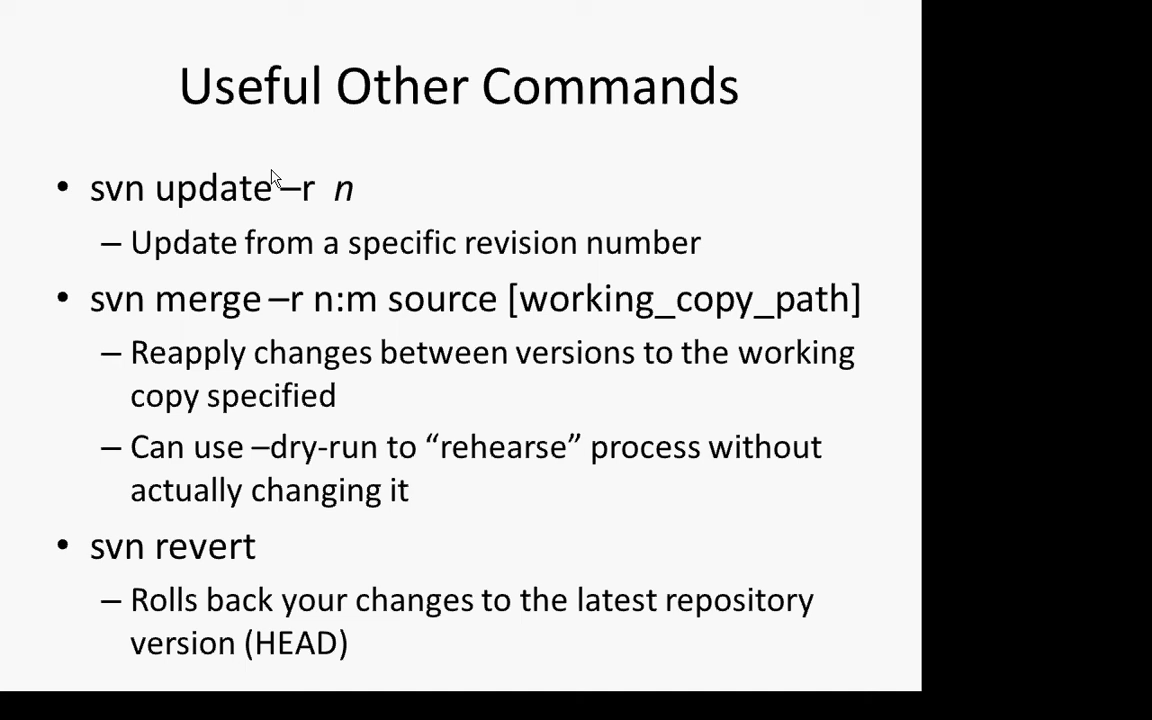 Useful Other Commands
• svn update –r n
– Update from a specific revision number
• svn merge –r n:m source [working_copy_path]
– Reapply changes between versions to the working
copy specified
– Can use –dry-run to “rehearse” process without
actually changing it
• svn revert
– Rolls back your changes to the latest repository
version (HEAD)